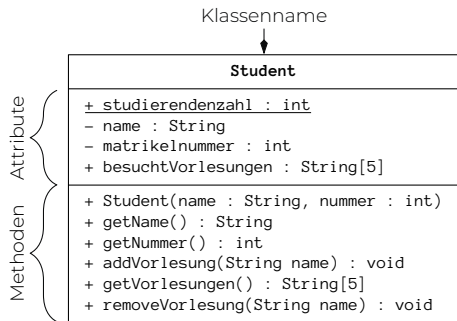 Klassenname
Student
Attribute
+ studierendenzahl : int
– name : String
– matrikelnummer : int
+ besuchtVorlesungen : String[5]
Methoden
+ Student(name : String, nummer : int)
+ getName() : String
+ getNummer() : int
+ addVorlesung(String name) : void
+ getVorlesungen() : String[5]
+ removeVorlesung(String name) : void